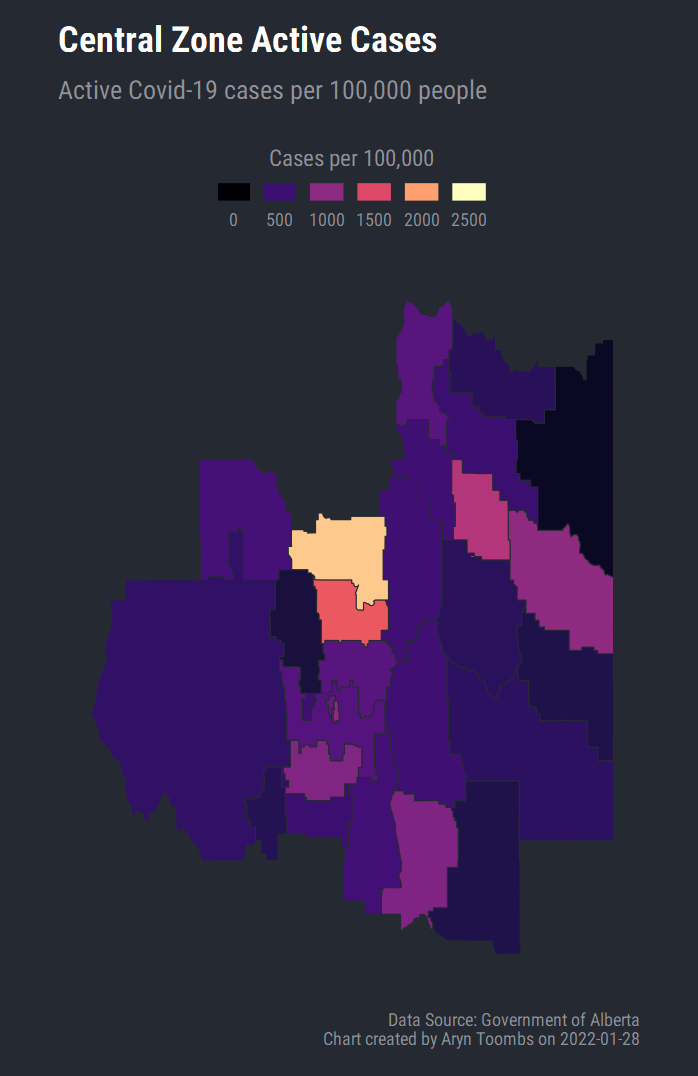 Central Zone Active Cases
Active Covid-19 cases per 100,000 people
Cases per 100,000
0 500 1000 1500 2000 2500
Data Source: Government of Alberta
Chart created by Aryn Toombs on 2022-01-28